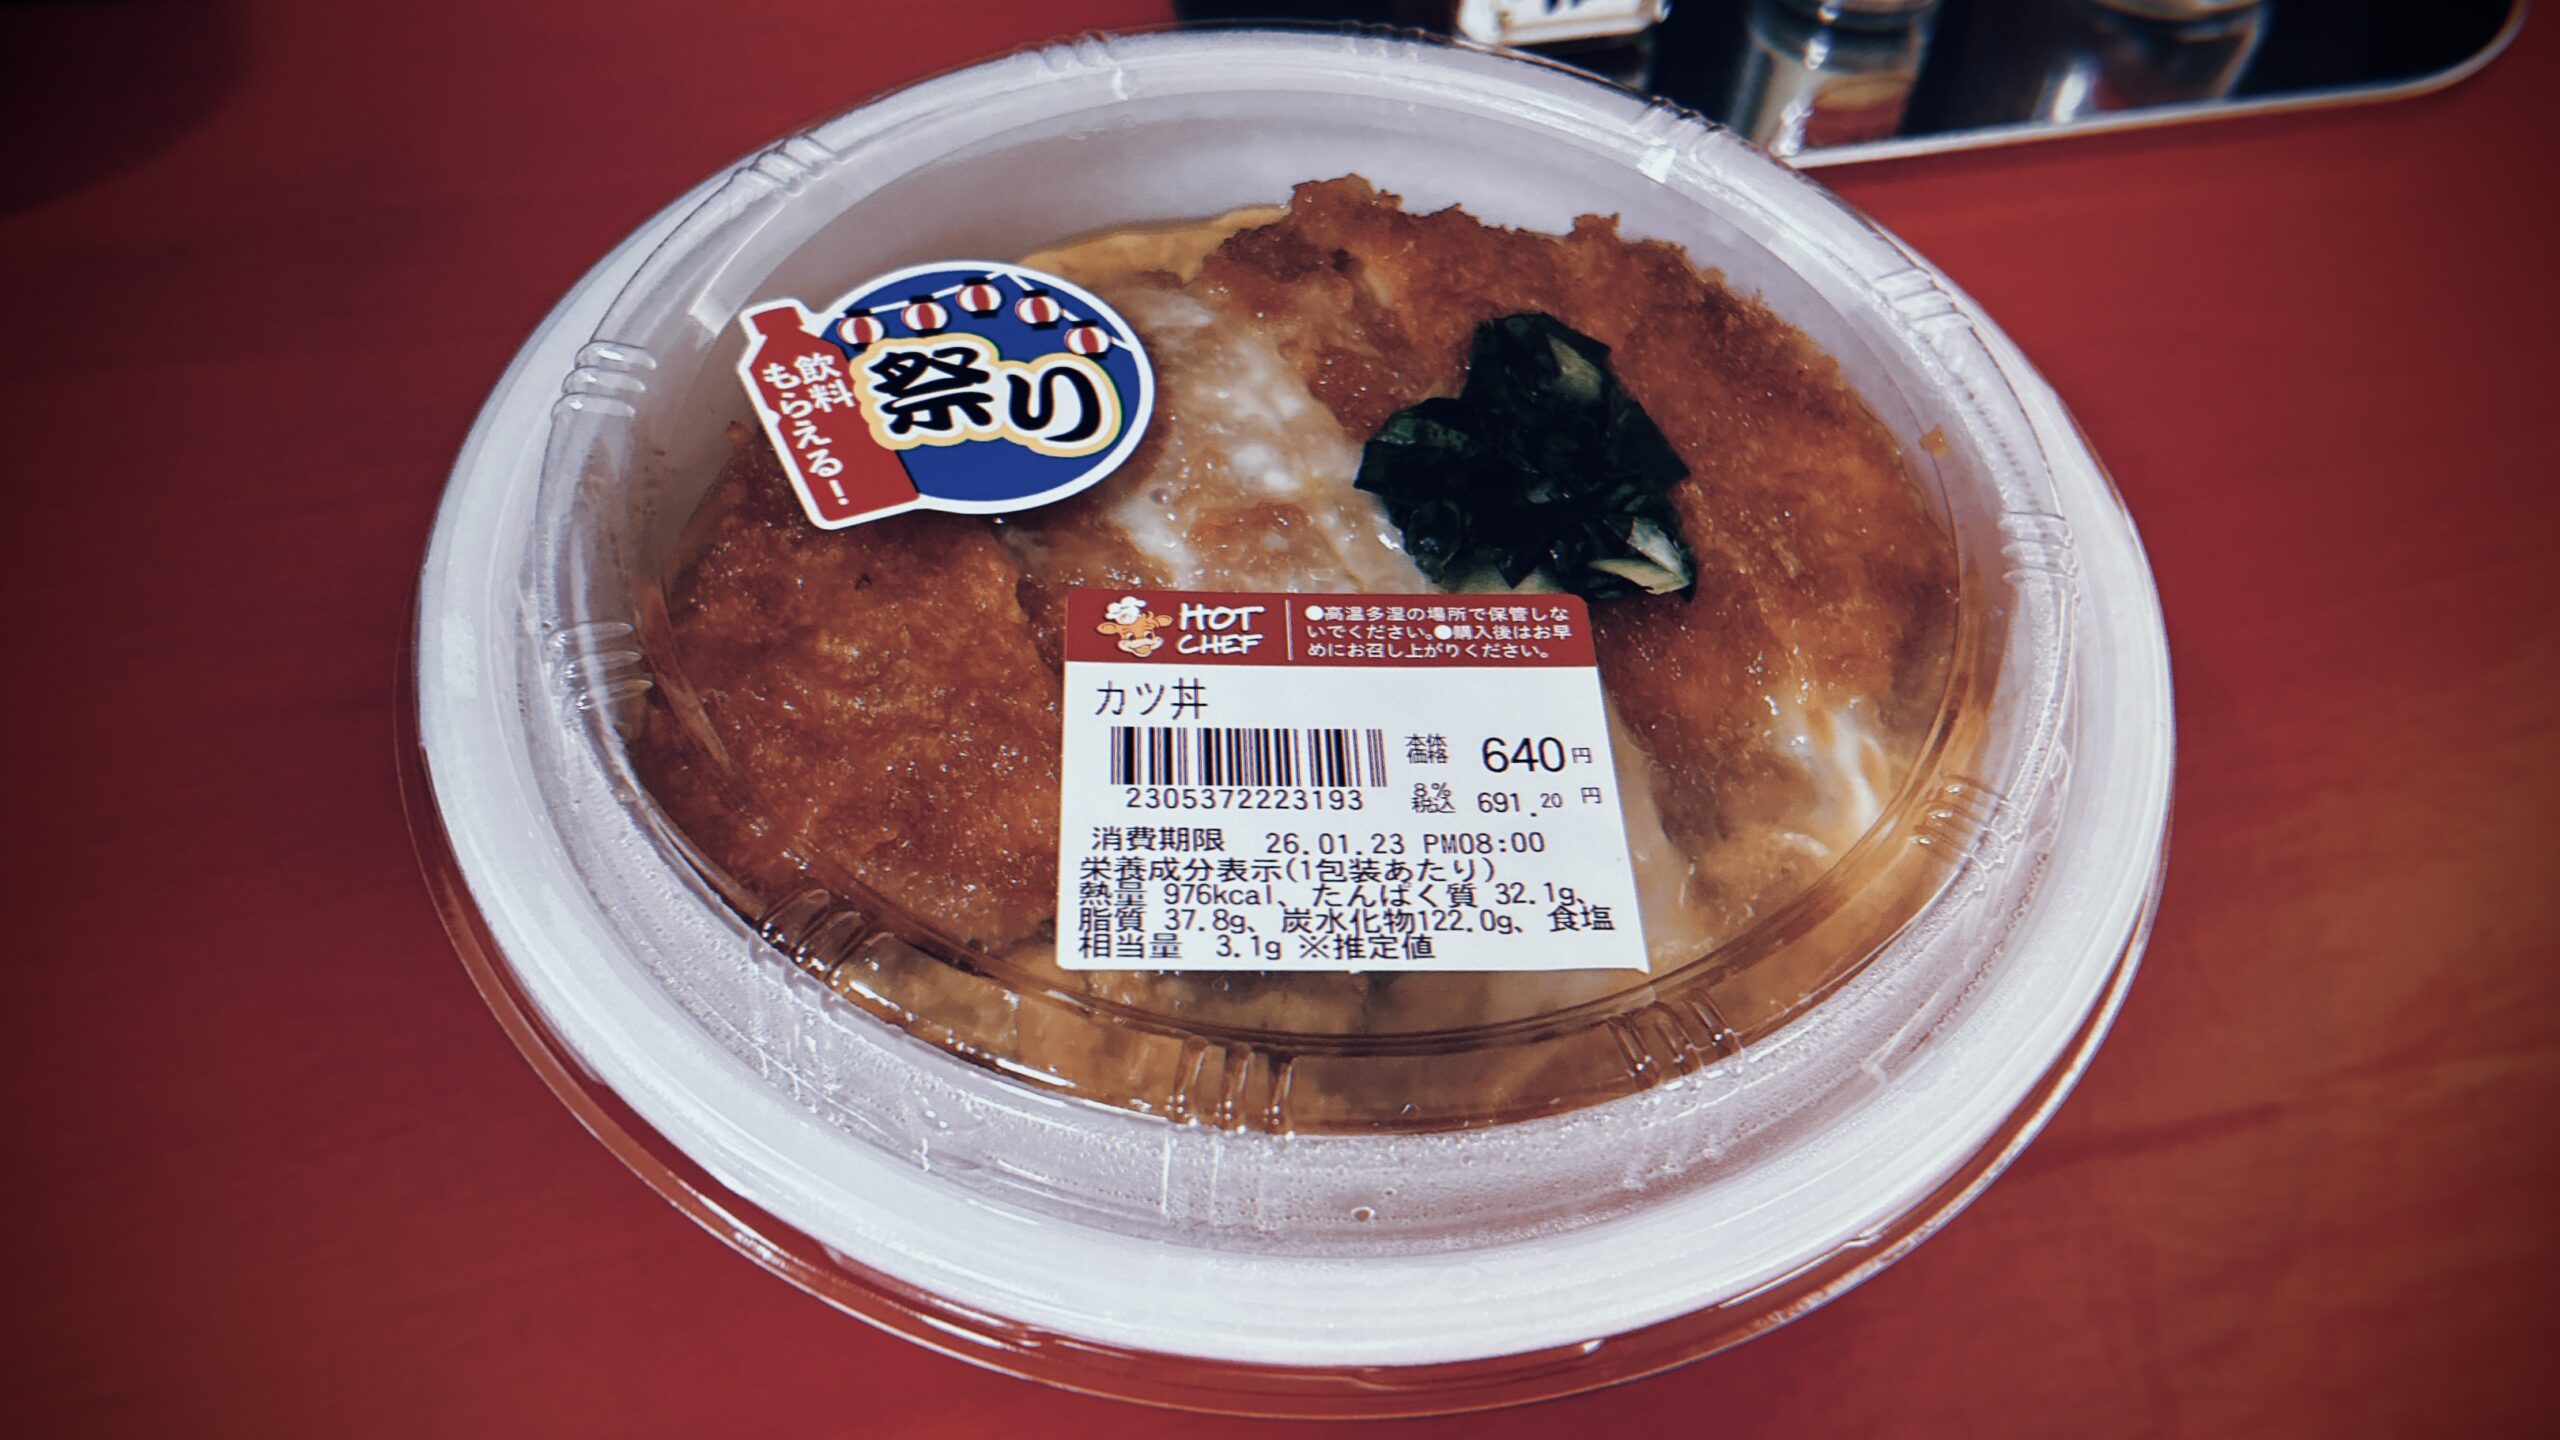 飲料
もらえる!
祭り
HOT
CHEF
●高温多湿の場所で保管しな
いでください。●購入後はお早
めにお召し上がりください。
カツ丼
2305372223193
本体
価格 640円
8%
税込 691.20円
消費期限 26.01.23 PM08:00
栄養成分表示(1包装あたり)
熱量 976kcal、たんぱく質 32.1g、
脂質 37.8g、炭水化物122.0g、食塩
相当量 3.1g ※推定値